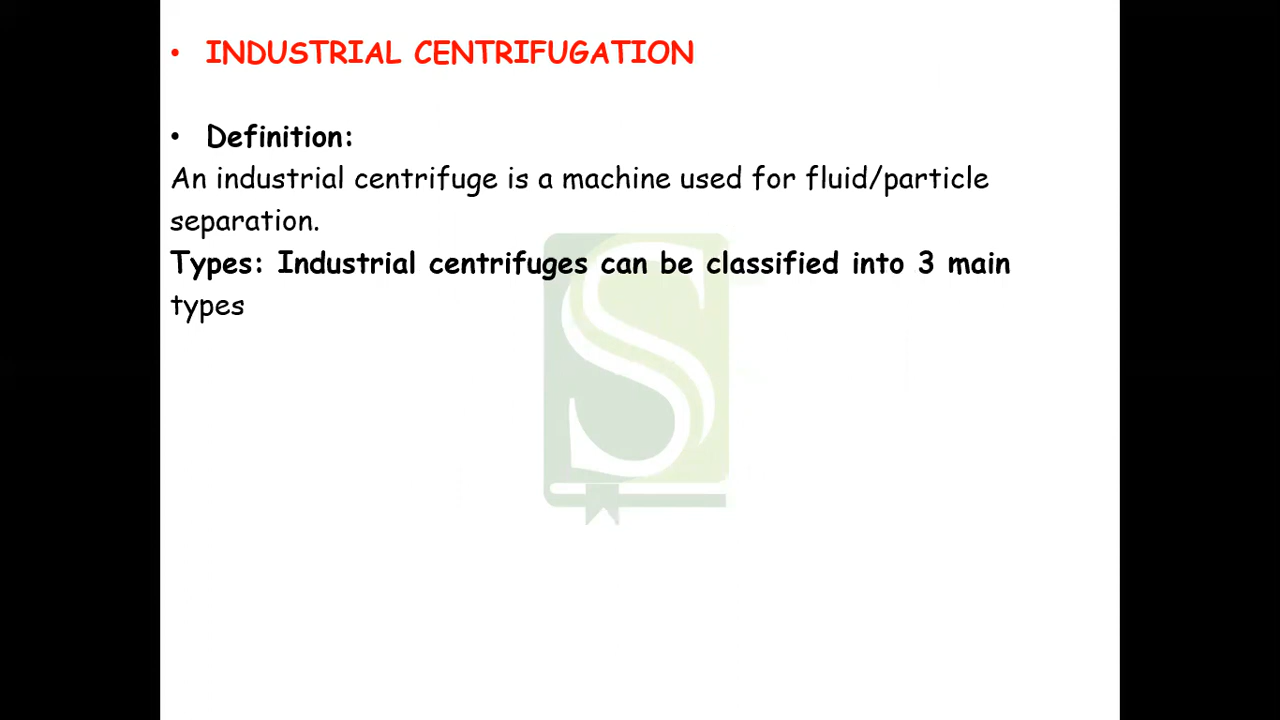 • INDUSTRIAL CENTRIFUGATION
• Definition:
An industrial centrifuge is a machine used for fluid/particle
separation.
Types: Industrial centrifuges can be classified into 3 main
types
S